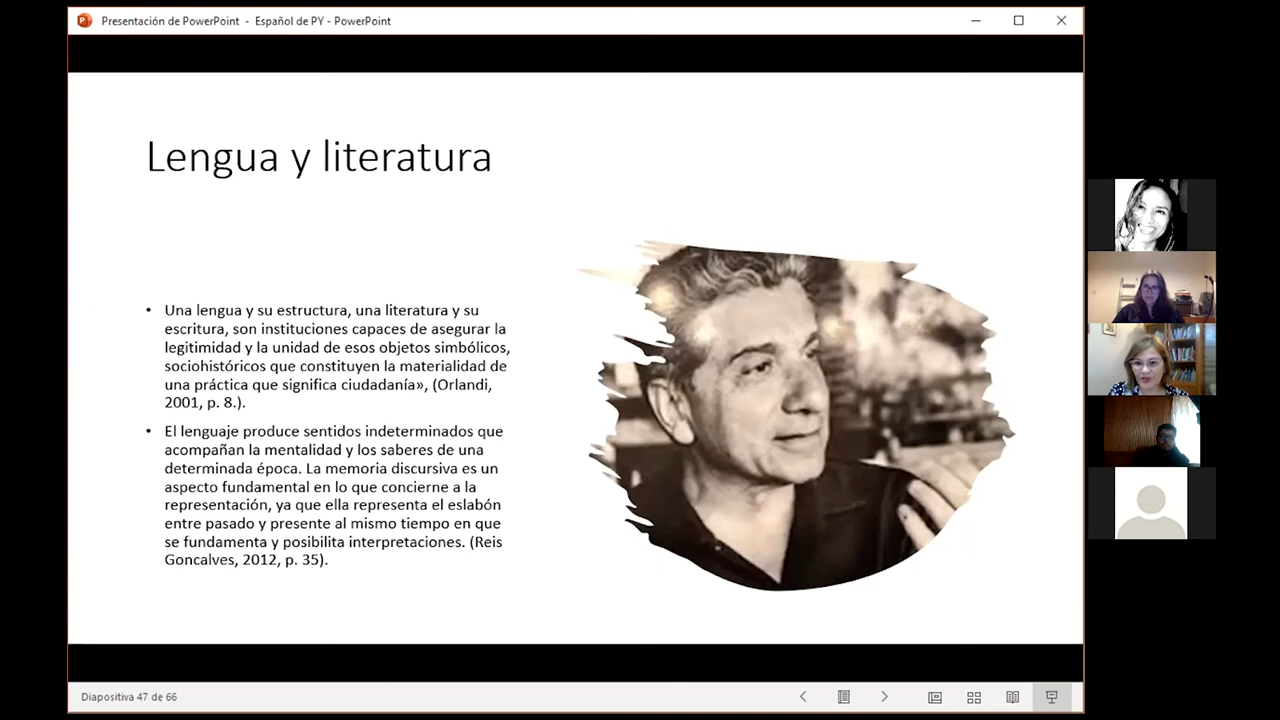 Presentación de PowerPoint - Español de PY - PowerPoint
Lengua y literatura
• Una lengua y su estructura, una literatura y su
escritura, son instituciones capaces de asegurar la
legitimidad y la unidad de esos objetos simbólicos,
sociohistóricos que constituyen la materialidad de
una práctica que significa ciudadanía», (Orlandi,
2001, p. 8.).
• El lenguaje produce sentidos indeterminados que
acompañan la mentalidad y los saberes de una
determinada época. La memoria discursiva es un
aspecto fundamental en lo que concierne a la
representación, ya que ella representa el eslabón
entre pasado y presente al mismo tiempo en que
se fundamenta y posibilita interpretaciones. (Reis
Goncalves, 2012, p. 35).
Diapositiva 47 de 66